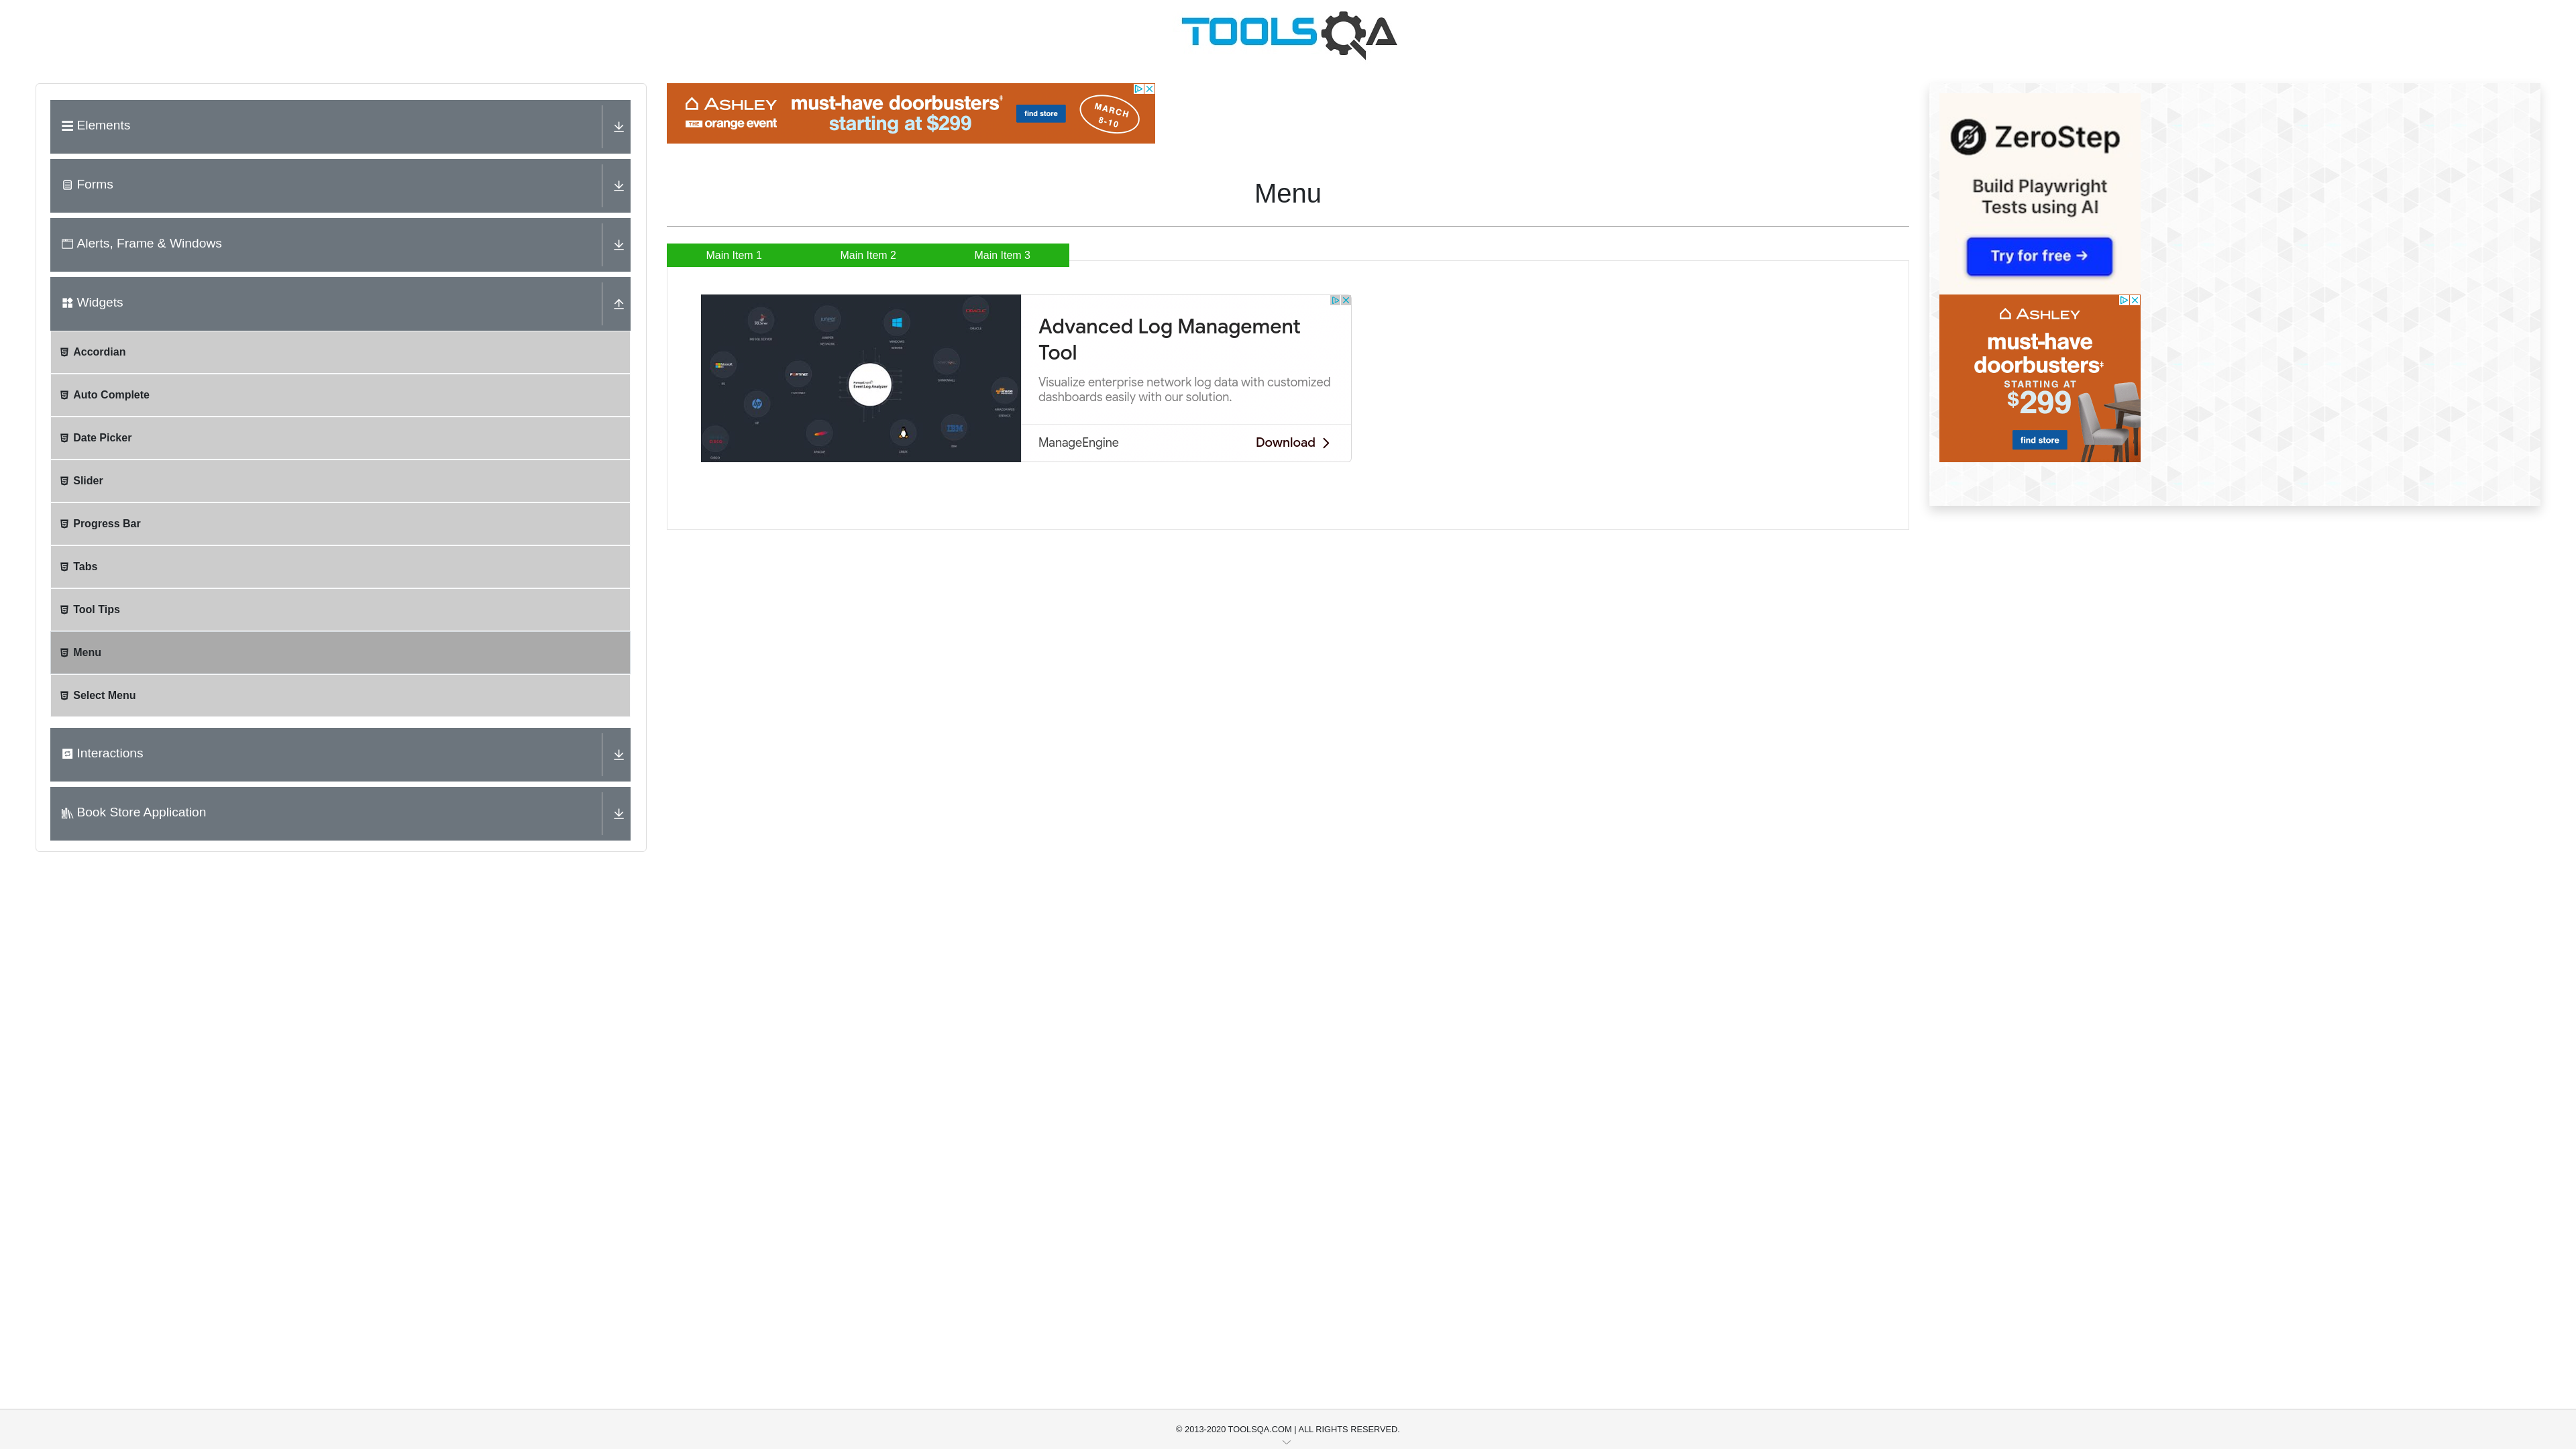 TOOLSQA
Elements
Forms
Alerts, Frame & Windows
Widgets
Accordian
Auto Complete
Date Picker
Slider
Progress Bar
Tabs
Tool Tips
Menu
Select Menu
Interactions
Book Store Application
ASHLEY
THE orange event
must-have doorbusters‡
starting at $299
find store
MARCH
8-10
Menu
Main Item 1
Main Item 2
Main Item 3
EventLog Analyzer
FORTINET
IBM
Advanced Log Management
Tool
Visualize enterprise network log data with customized
dashboards easily with our solution.
ManageEngine
Download
ZeroStep
Build Playwright
Tests using AI
Try for free →
ASHLEY
must-have
doorbusters‡
STARTING AT
$299
find store
© 2013-2020 TOOLSQA.COM | ALL RIGHTS RESERVED.